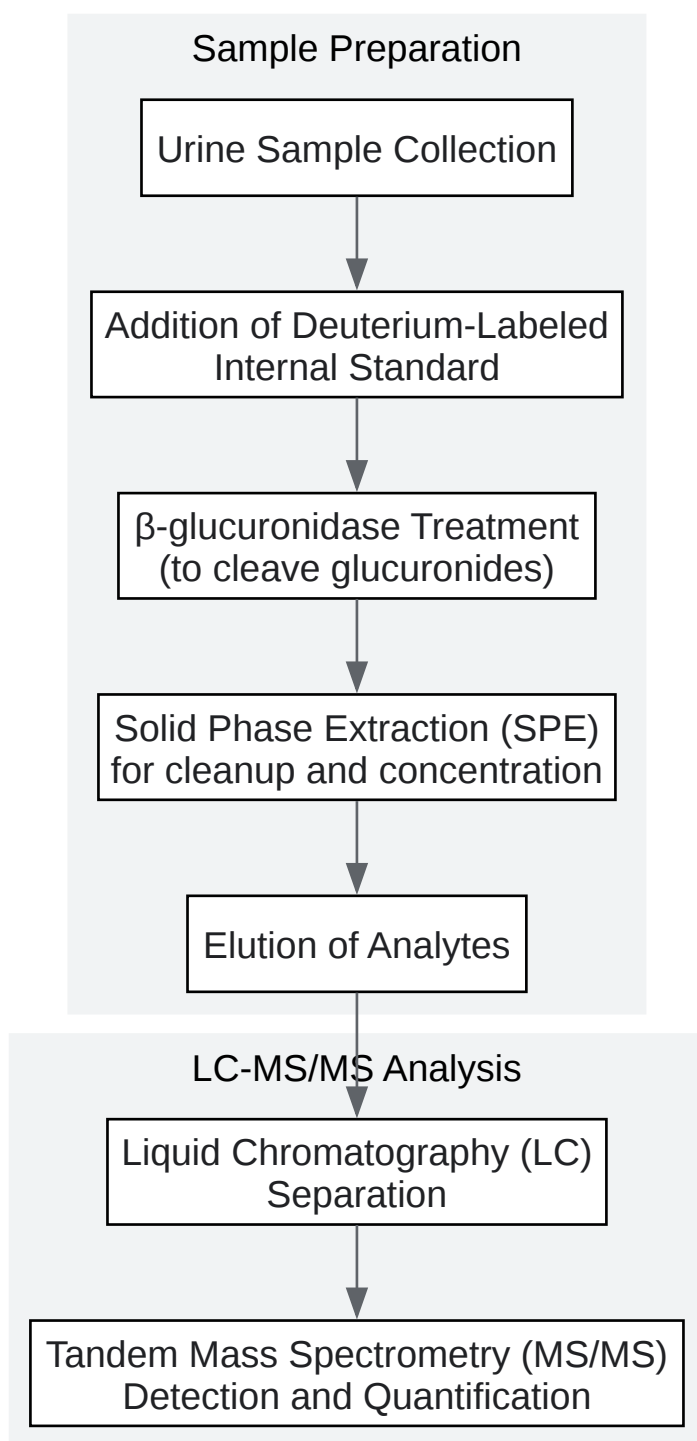 Sample Preparation
Urine Sample Collection
Addition of Deuterium-Labeled
Internal Standard
β-glucuronidase Treatment
(to cleave glucuronides)
Solid Phase Extraction (SPE)
for cleanup and concentration
Elution of Analytes
LC-MS/MS Analysis
Liquid Chromatography (LC)
Separation
Tandem Mass Spectrometry (MS/MS)
Detection and Quantification